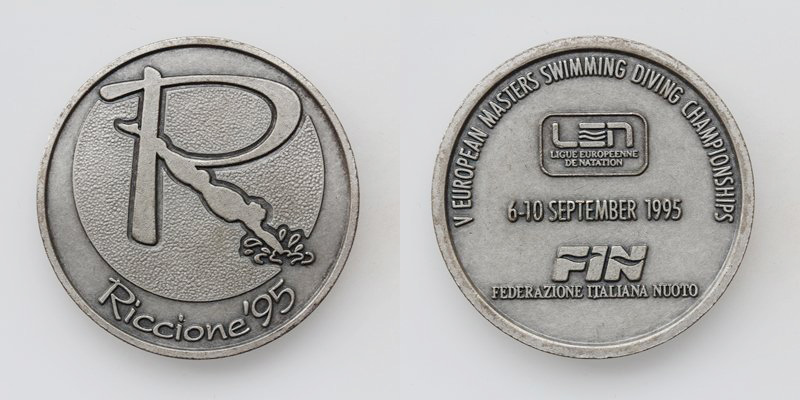 R
Riccione'95
V EUROPEAN MASTERS SWIMMING DIVING CHAMPIONSHIPS
LEN
LIGUE EUROPEENNE
DE NATATION
6-10 SEPTEMBER 1995
FIN
FEDERAZIONE ITALIANA NUOTO